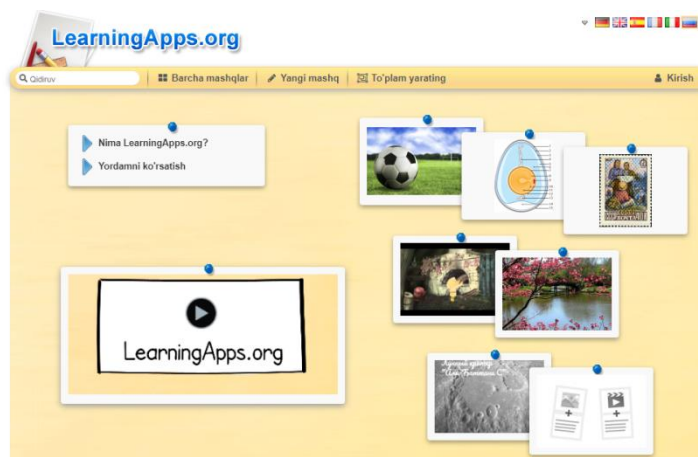 LearningApps.org
Qidiruv
Barcha mashqlar
Yangi mashq
To'plam yarating
Kirish
Nima LearningApps.org?
Yordamni ko'rsatish
LearningApps.org